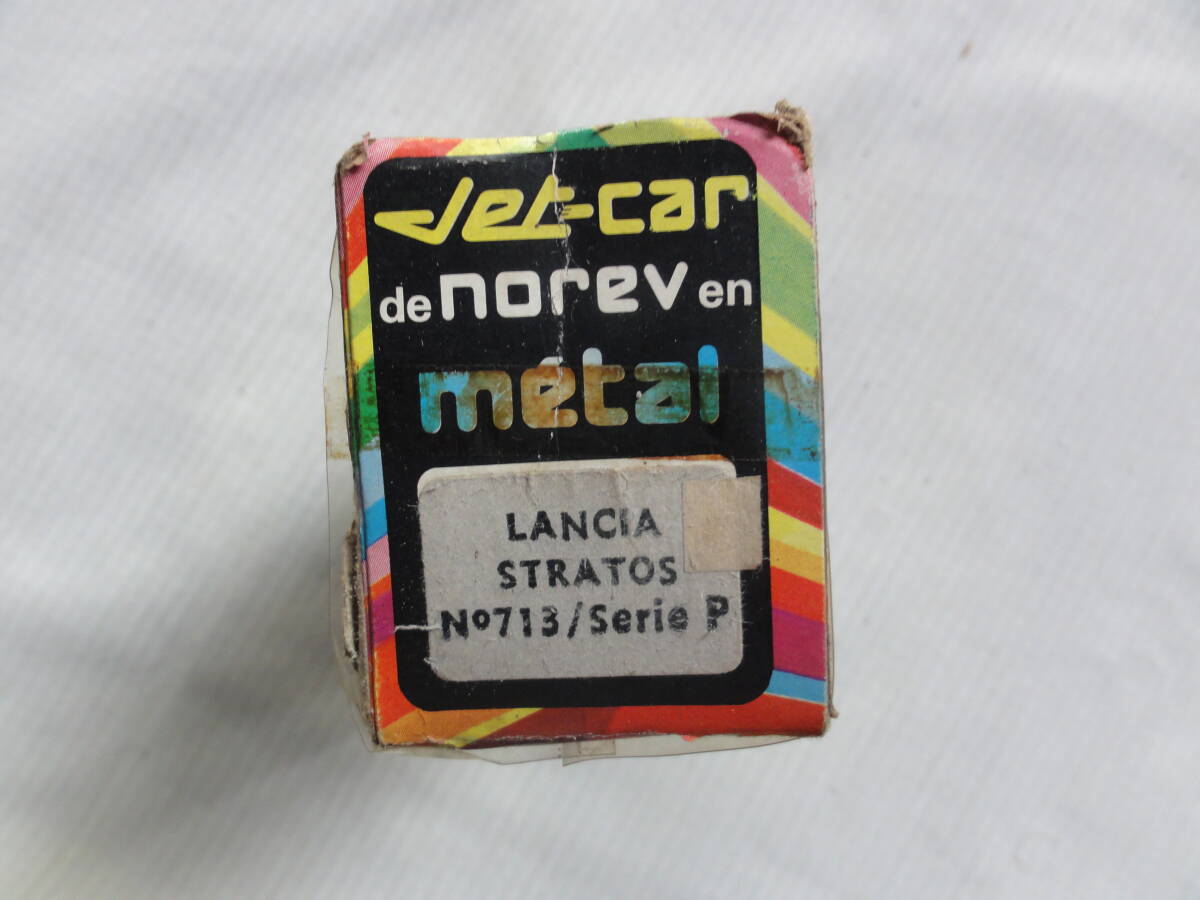 Jet-car
de norev en
métal
LANCIA
STRATOS
Nº713/Serie P